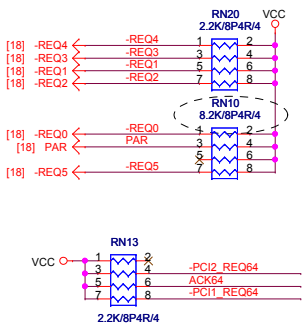 RN20
VCC
2.2K/8P4R/4
[18] -REQ4 -REQ4 1 2
[18] -REQ3 -REQ3 3 4
[18] -REQ1 -REQ1 5 6
[18] -REQ2 -REQ2 7 8
RN10
8.2K/8P4R/4
[18] -REQ0 -REQ0 1 2
[18] PAR PAR 3 4
5 6
[18] -REQ5 -REQ5 7 8
RN13
VCC 1 2
3 4 -PCI2_REQ64
5 6 ACK64
7 8 -PCI1_REQ64
2.2K/8P4R/4